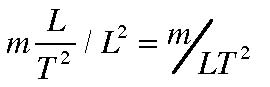 m L/T² / L² = m/LT²